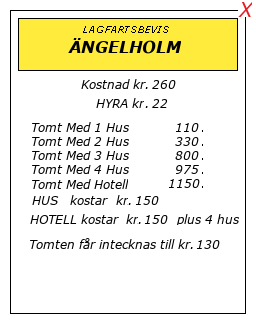 X
LAGFARTSBEVIS
ÄNGELHOLM
Kostnad kr. 260
HYRA kr. 22
Tomt Med 1 Hus 110.
Tomt Med 2 Hus 330.
Tomt Med 3 Hus 800.
Tomt Med 4 Hus 975.
Tomt Med Hotell 1150.
HUS kostar kr. 150
HOTELL kostar kr. 150 plus 4 hus
Tomten får intecknas till kr. 130